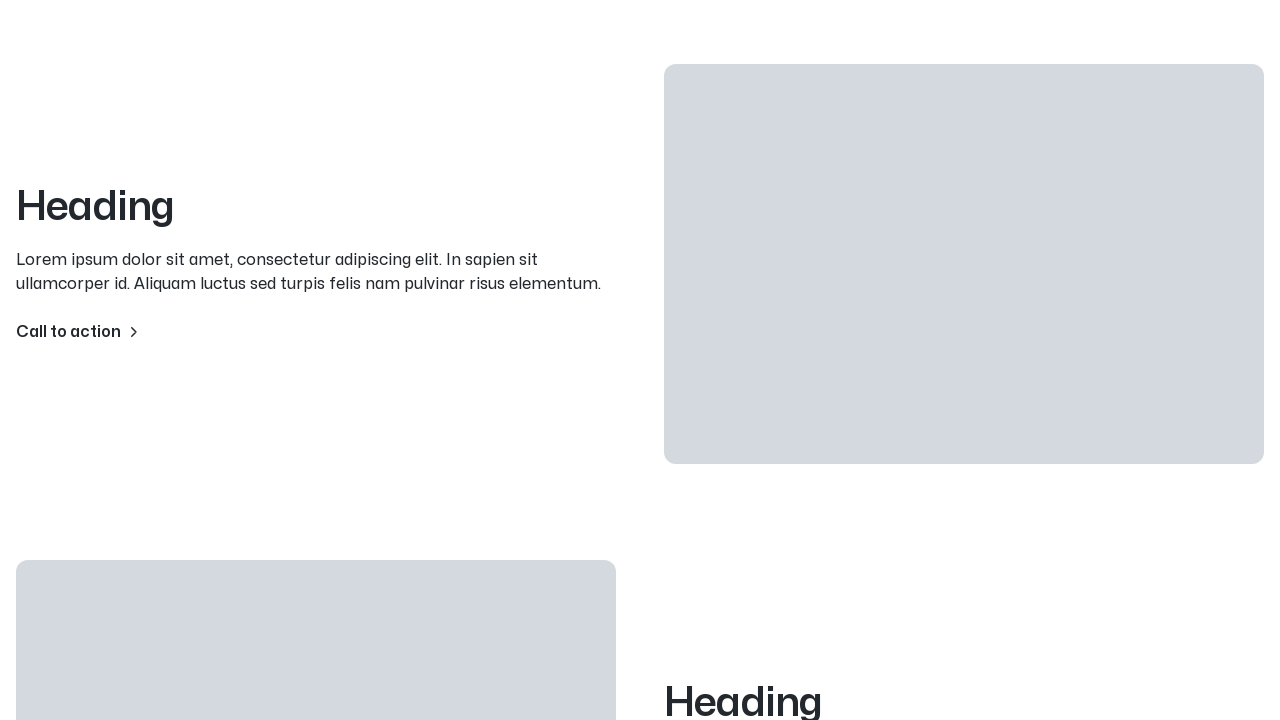 Heading
Lorem ipsum dolor sit amet, consectetur adipiscing elit. In sapien sit
ullamcorper id. Aliquam luctus sed turpis felis nam pulvinar risus elementum.
Call to action
Heading